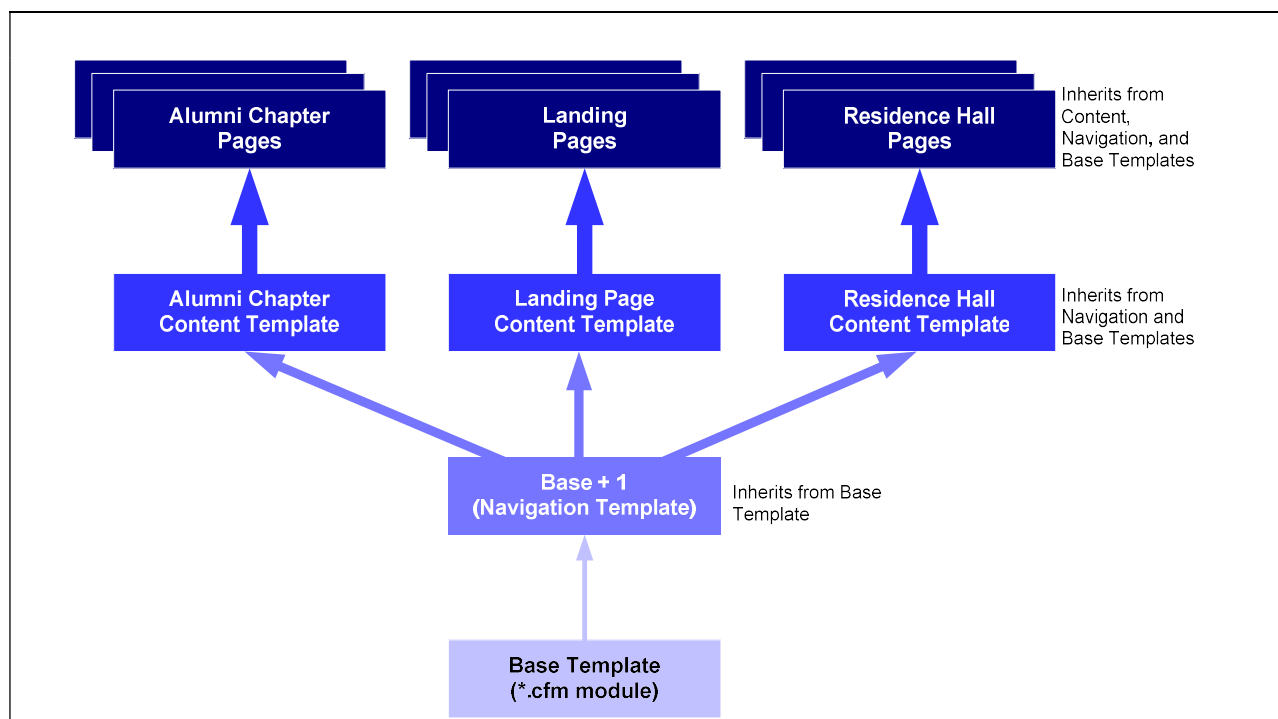 Alumni Chapter
Pages
Landing
Pages
Residence Hall
Pages
Inherits from
Content,
Navigation, and
Base Templates
Alumni Chapter
Content Template
Landing Page
Content Template
Residence Hall
Content Template
Inherits from
Navigation and
Base Templates
Base + 1
(Navigation Template)
Inherits from Base
Template
Base Template
(*.cfm module)